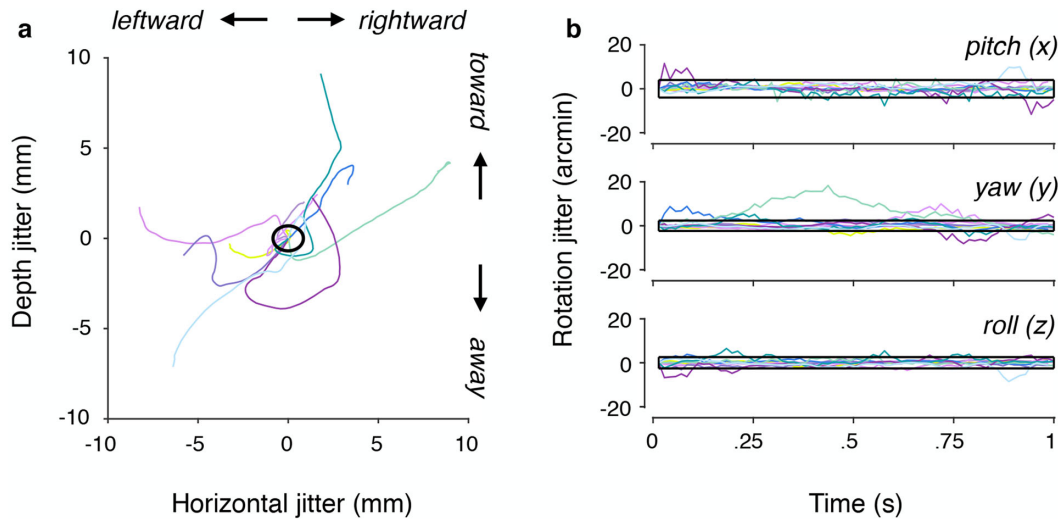 a
leftward
rightward
10
5
0
-5
-10
Depth jitter (mm)
toward
away
-10
-5
0
5
10
Horizontal jitter (mm)
b
Rotation jitter (arcmin)
pitch (x)
20
0
-20
yaw (y)
20
0
-20
roll (z)
20
0
-20
0
.25
.5
.75
1
Time (s)